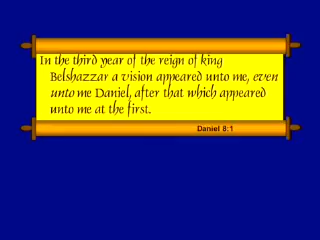 In the third year of the reign of king
Belshazzar a vision appeared unto me, even
unto me Daniel, after that which appeared
unto me at the first.
Daniel 8:1